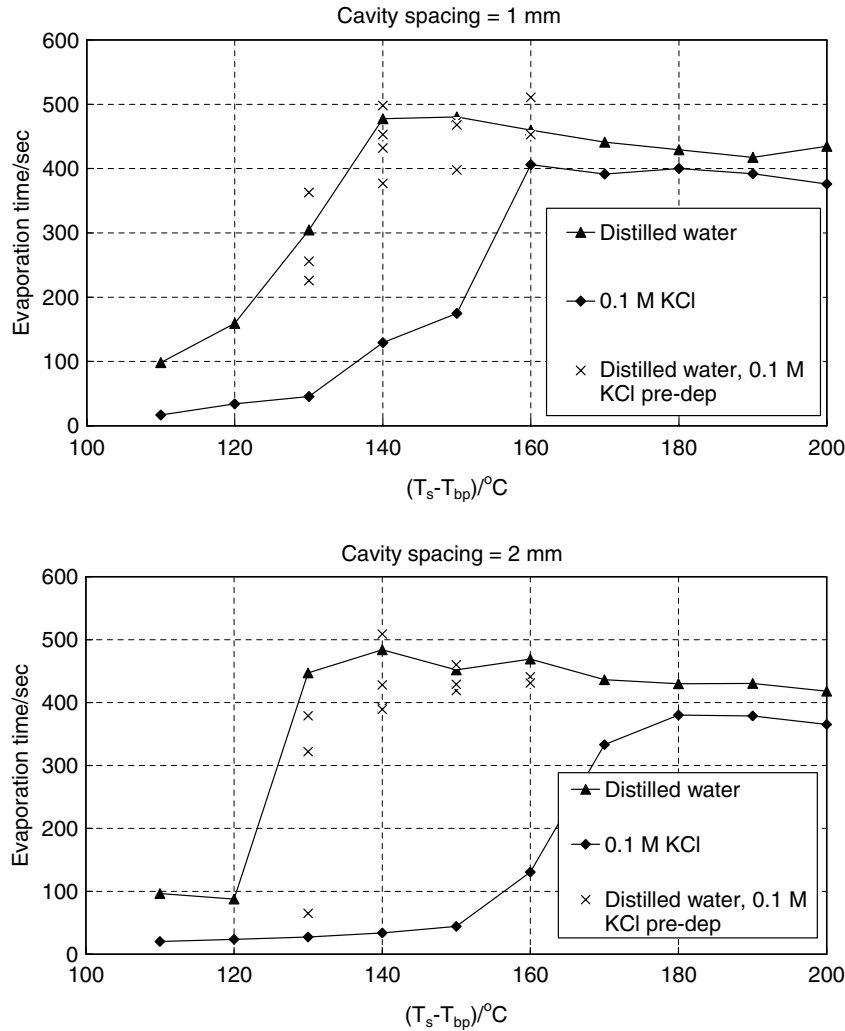 Cavity spacing = 1 mm
600
500
400
300
200
100
0
Evaporation time/sec
Distilled water
0.1 M KCl
Distilled water, 0.1 M
KCl pre-dep
100 120 140 160 180 200
(Ts-Tbp)/°C
Cavity spacing = 2 mm
600
500
400
300
200
100
0
Evaporation time/sec
Distilled water
0.1 M KCl
Distilled water, 0.1 M
KCl pre-dep
100 120 140 160 180 200
(Ts-Tbp)/°C